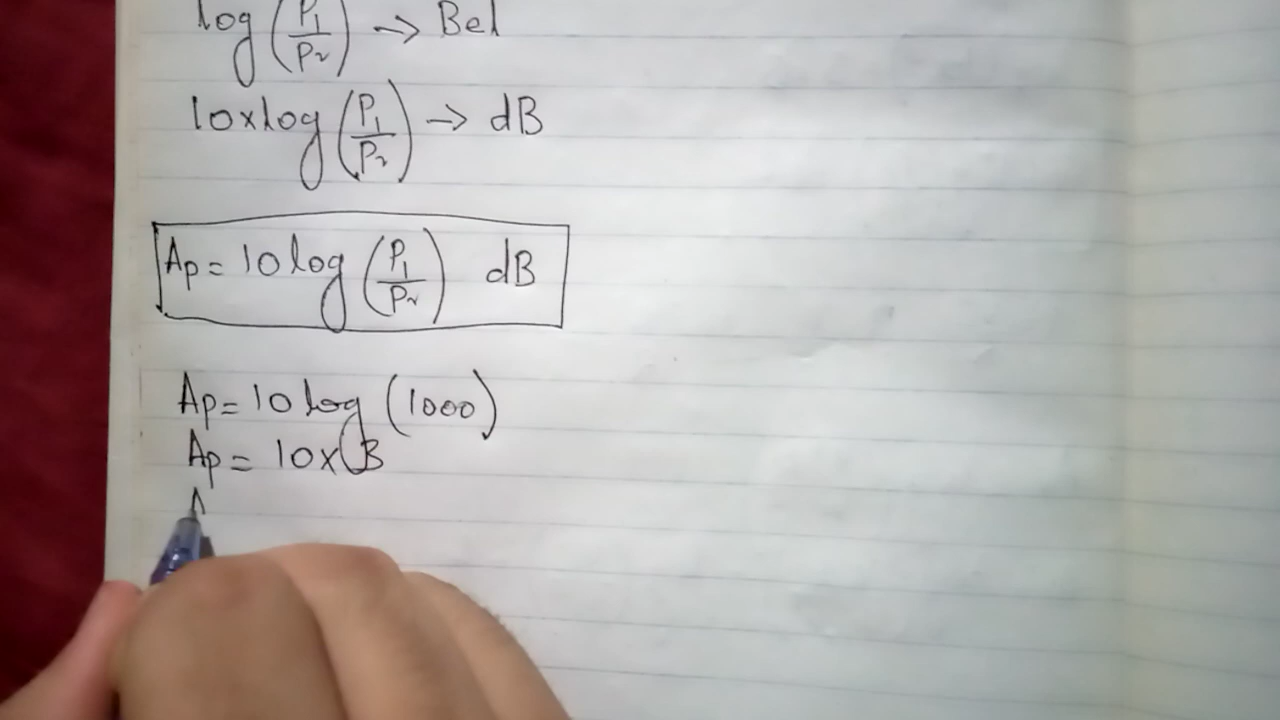 log (P₁/P₂) → Bel
10xlog (P₁/P₂) → dB
Ap= 10 log (P₁/P₂) dB
Ap= 10 log (1000)
Ap= 10x3
A